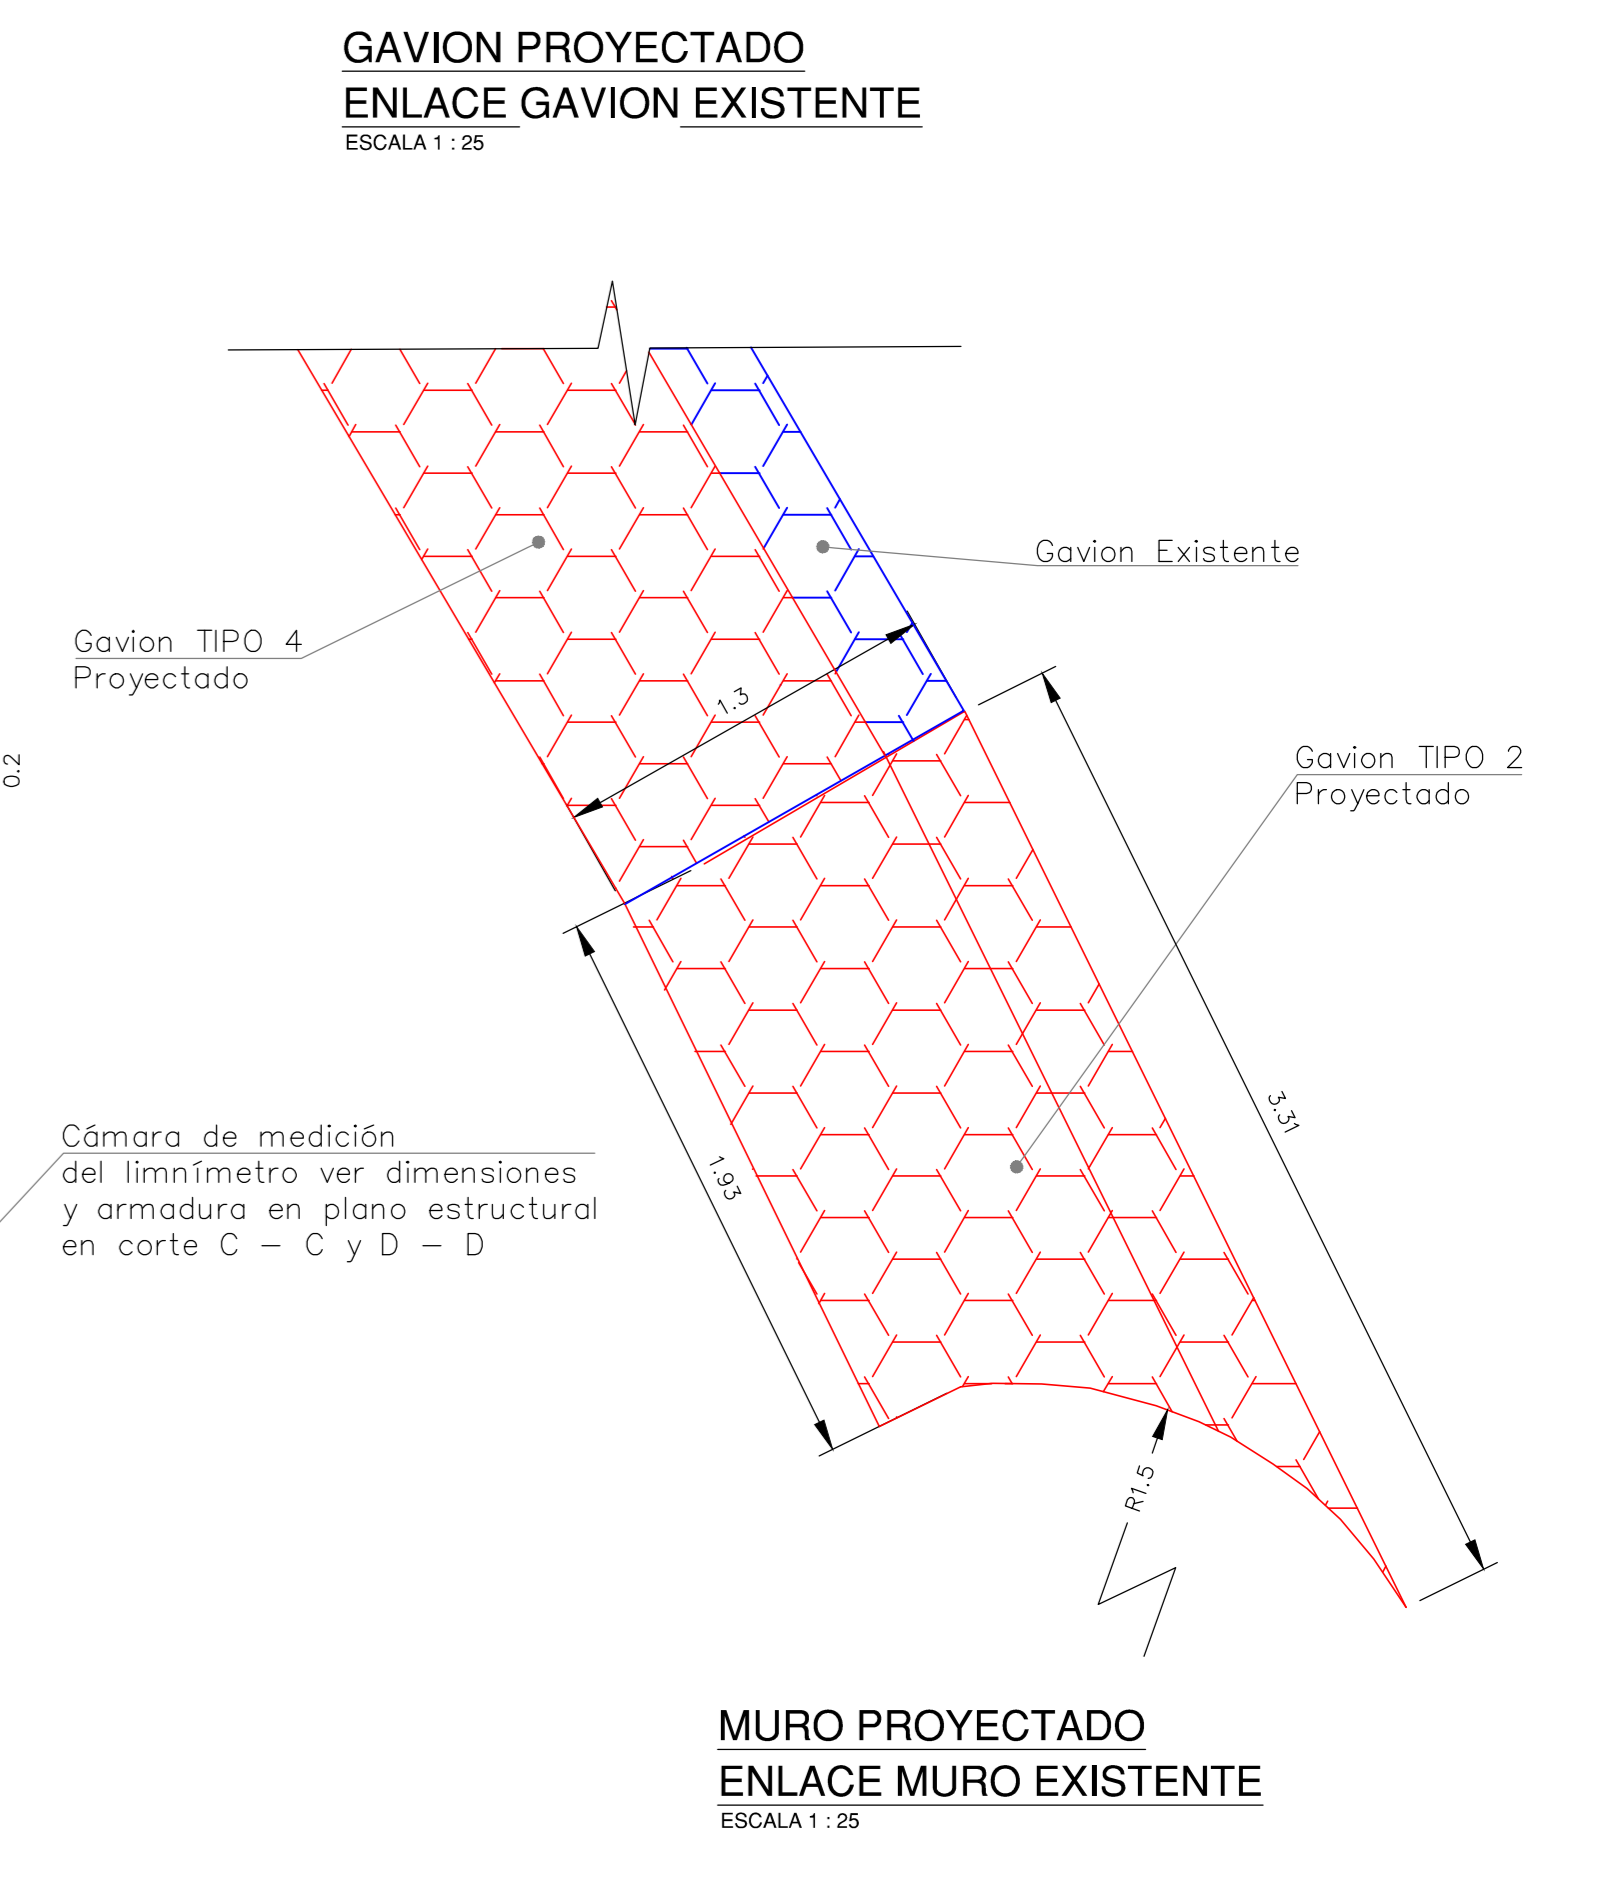 GAVION PROYECTADO
ENLACE GAVION EXISTENTE
ESCALA 1 : 25
Gavion Existente
Gavion TIPO 4
Proyectado
1.3
0.2
Gavion TIPO 2
Proyectado
3.31
1.93
Cámara de medición
del limnímetro ver dimensiones
y armadura en plano estructural
en corte C – C y D – D
R1.5
MURO PROYECTADO
ENLACE MURO EXISTENTE
ESCALA 1 : 25